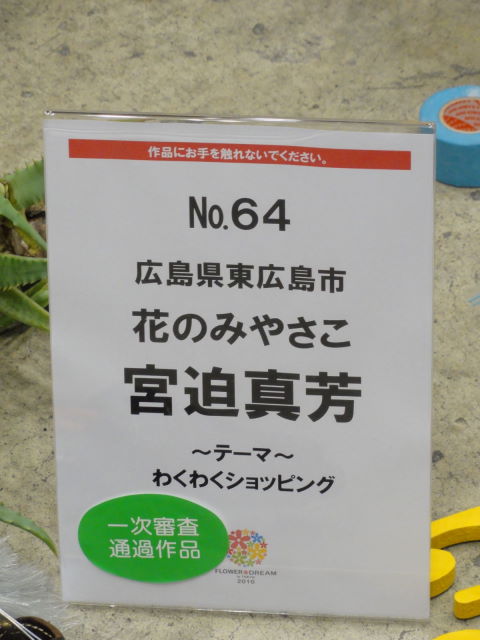 作品にお手を触れないでください。
No.64
広島県東広島市
花のみやさこ
宮迫真芳
～テーマ～
わくわくショッピング
一次審査
通過作品
FLOWER DREAM
2010